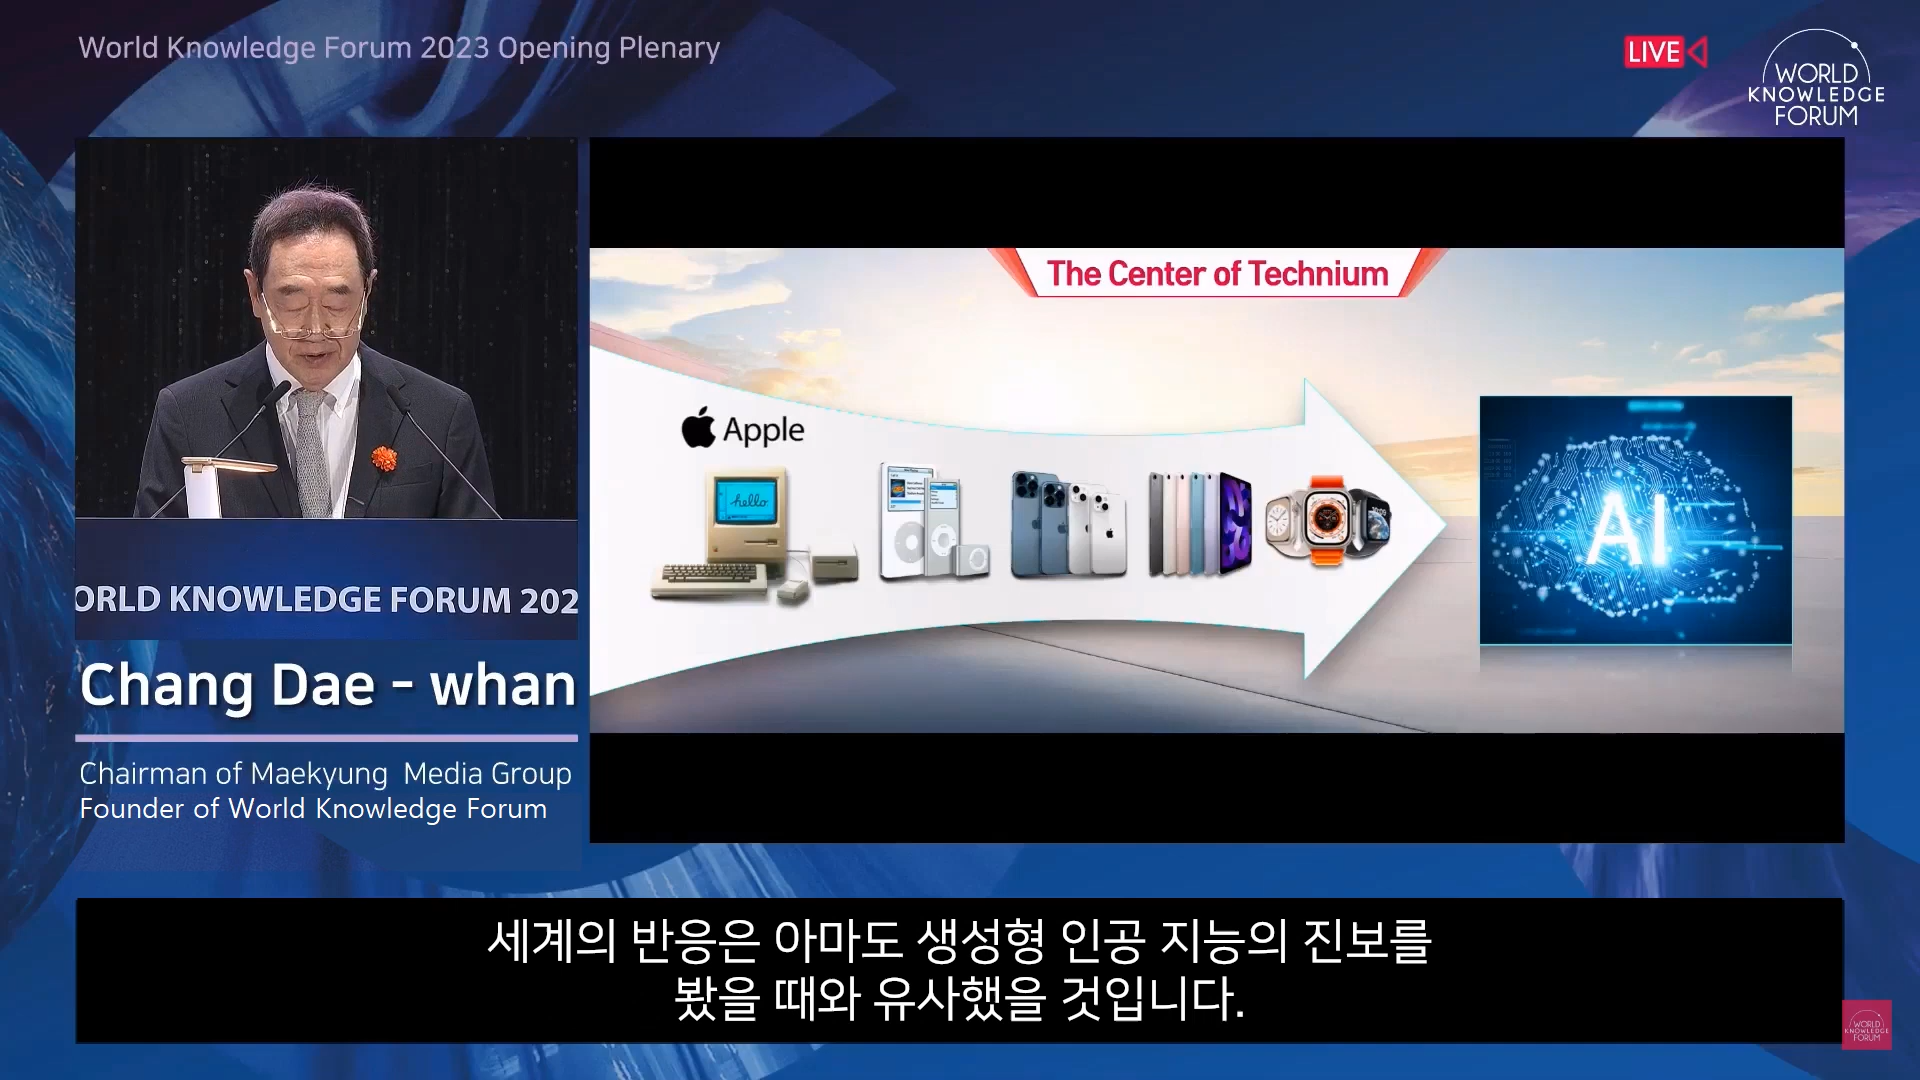 World Knowledge Forum 2023 Opening Plenary
LIVE
WORLD
KNOWLEDGE
FORUM
The Center of Technium
Apple
hello.
AI
ORLD KNOWLEDGE FORUM 202
Chang Dae - whan
Chairman of Maekyung Media Group
Founder of World Knowledge Forum
세계의 반응은 아마도 생성형 인공 지능의 진보를
봤을 때와 유사했을 것입니다.
WORLD
KNOWLEDGE
FORUM